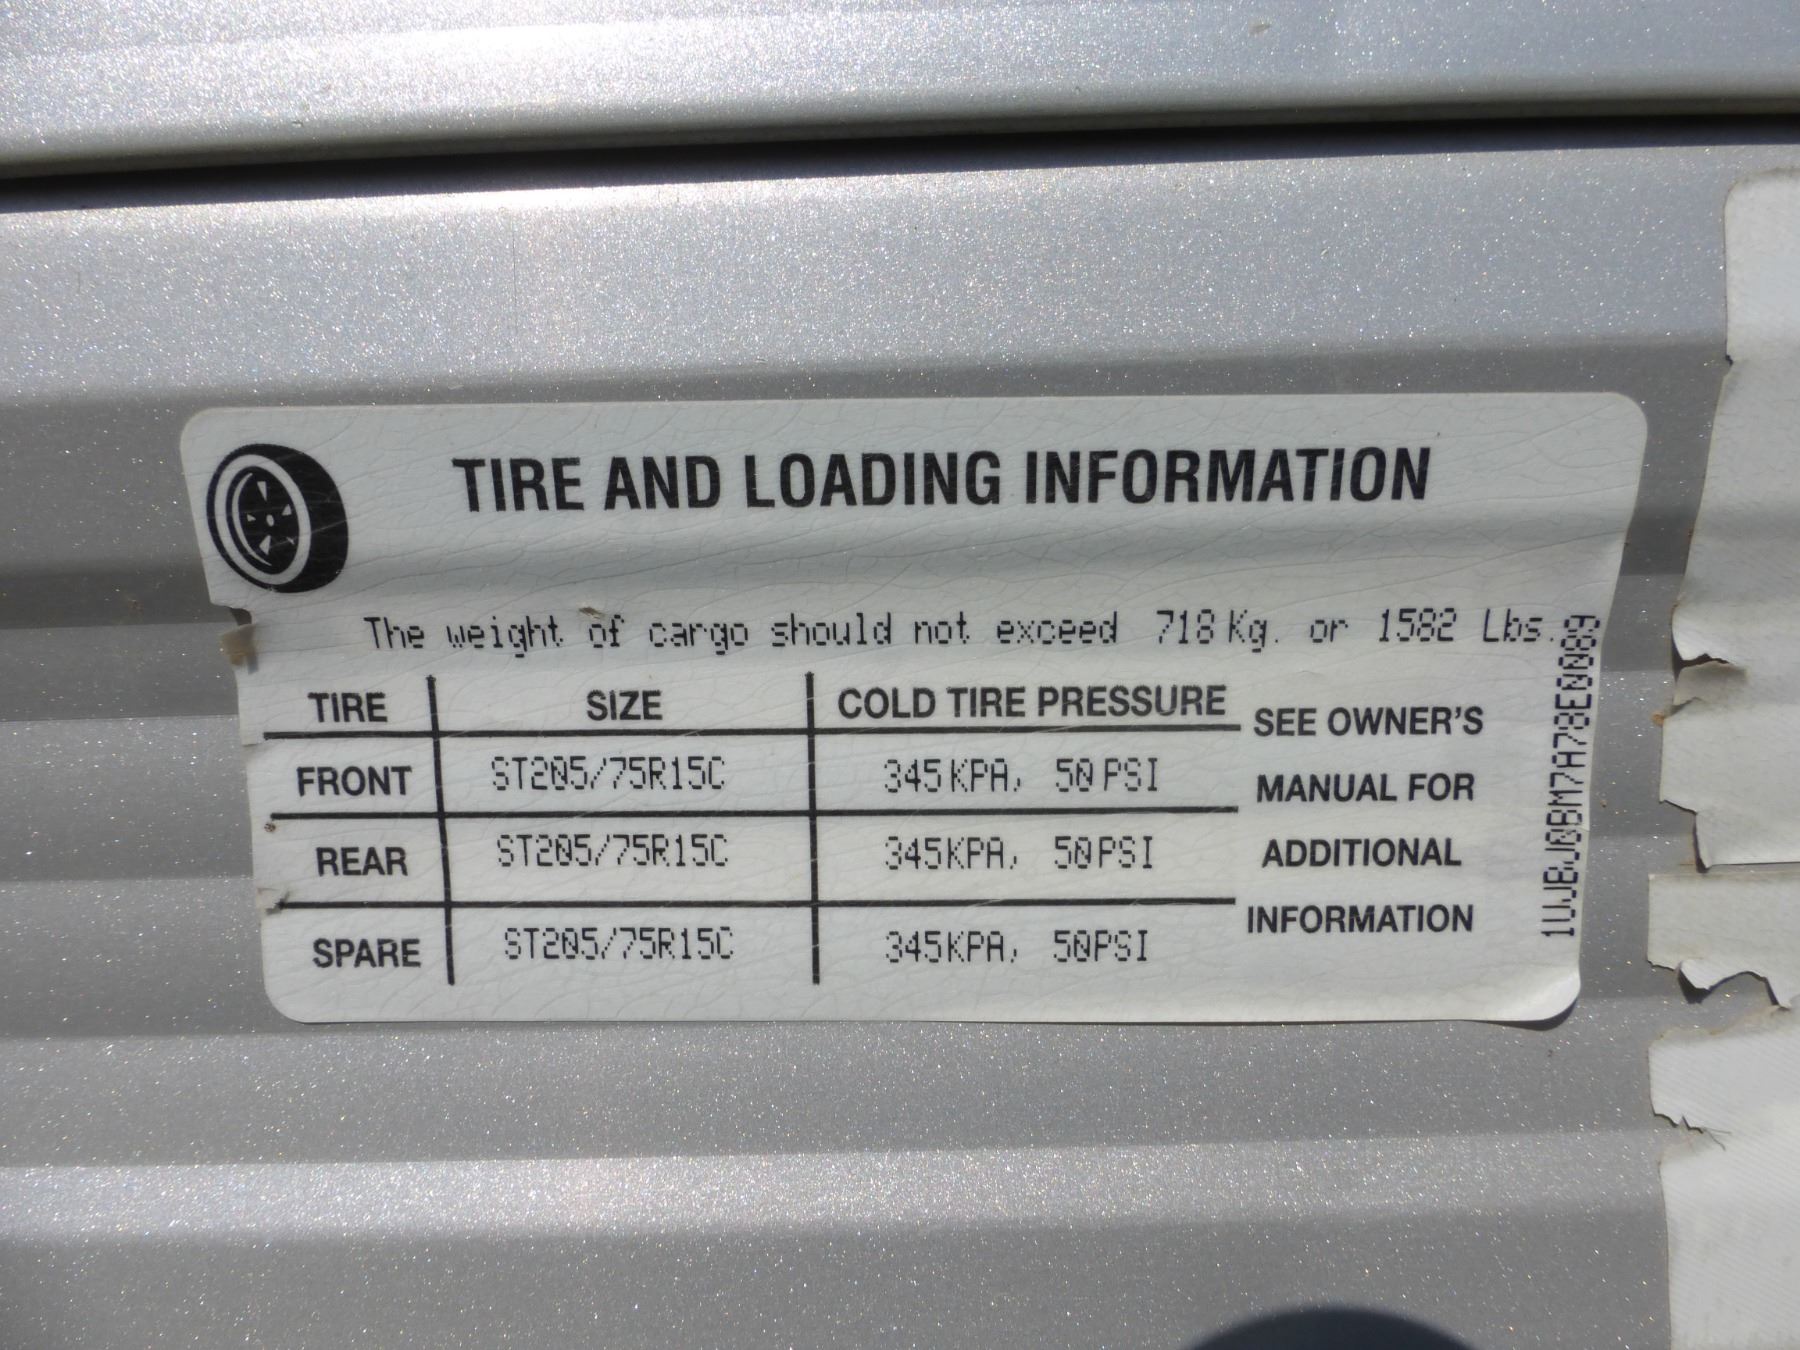 TIRE AND LOADING INFORMATION
The weight of cargo should not exceed 718 Kg. or 1582 Lbs.
TIRE SIZE COLD TIRE PRESSURE
FRONT ST205/75R15C 345KPA, 50PSI
REAR ST205/75R15C 345KPA, 50PSI
SPARE ST205/75R15C 345KPA, 50PSI
SEE OWNER'S
MANUAL FOR
ADDITIONAL
INFORMATION
1UJBJ0BM7A78E0089